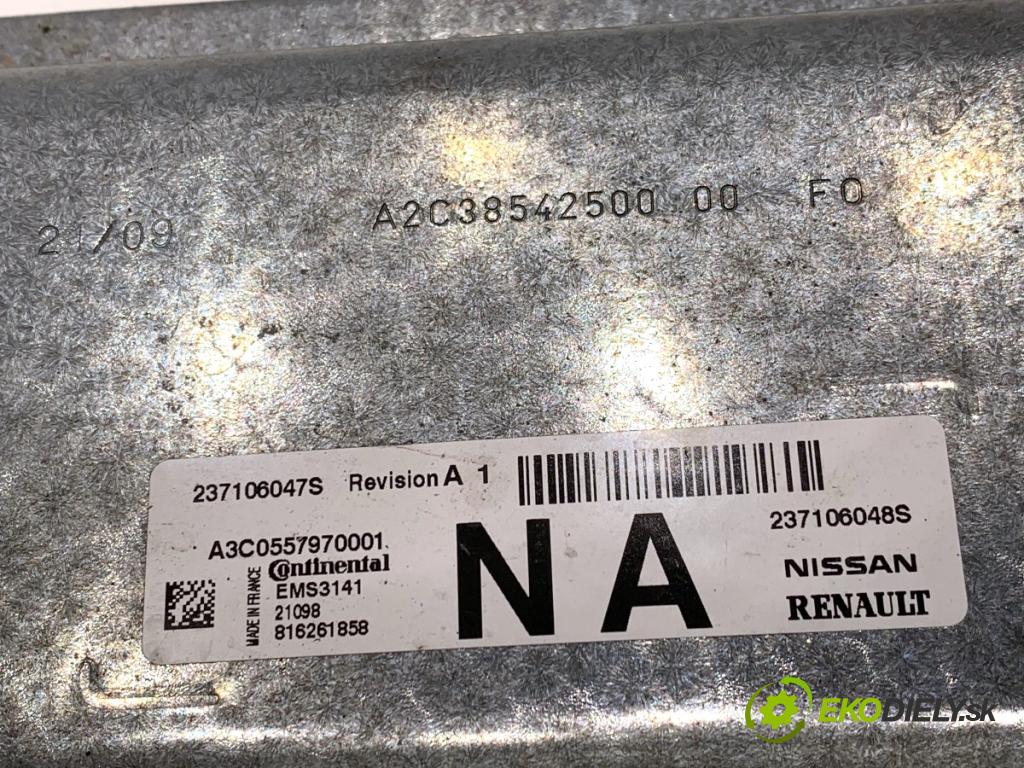 21/09 A2C38542500 00 F0
237106047S Revision A 1
237106048S
A3C0557970001
MADE IN FRANCE
Continental
EMS3141
21098
816261858
NA
NISSAN
RENAULT
EKODIELY.SK